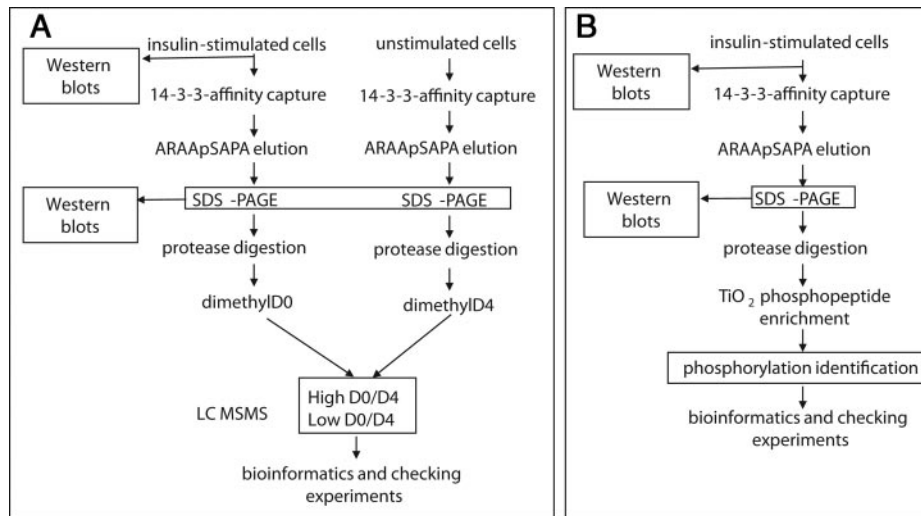 A
insulin-stimulated cells
unstimulated cells
Western
blots
14-3-3-affinity capture
14-3-3-affinity capture
ARAApSAPA elution
ARAApSAPA elution
Western
blots
SDS -PAGE
SDS -PAGE
protease digestion
protease digestion
dimethylD0
dimethylD4
LC MSMS
High D0/D4
Low D0/D4
bioinformatics and checking
experiments
B
insulin-stimulated cells
Western
blots
14-3-3-affinity capture
ARAApSAPA elution
Western
blots
SDS -PAGE
protease digestion
TiO2 phosphopeptide
enrichment
phosphorylation identification
bioinformatics and checking
experiments